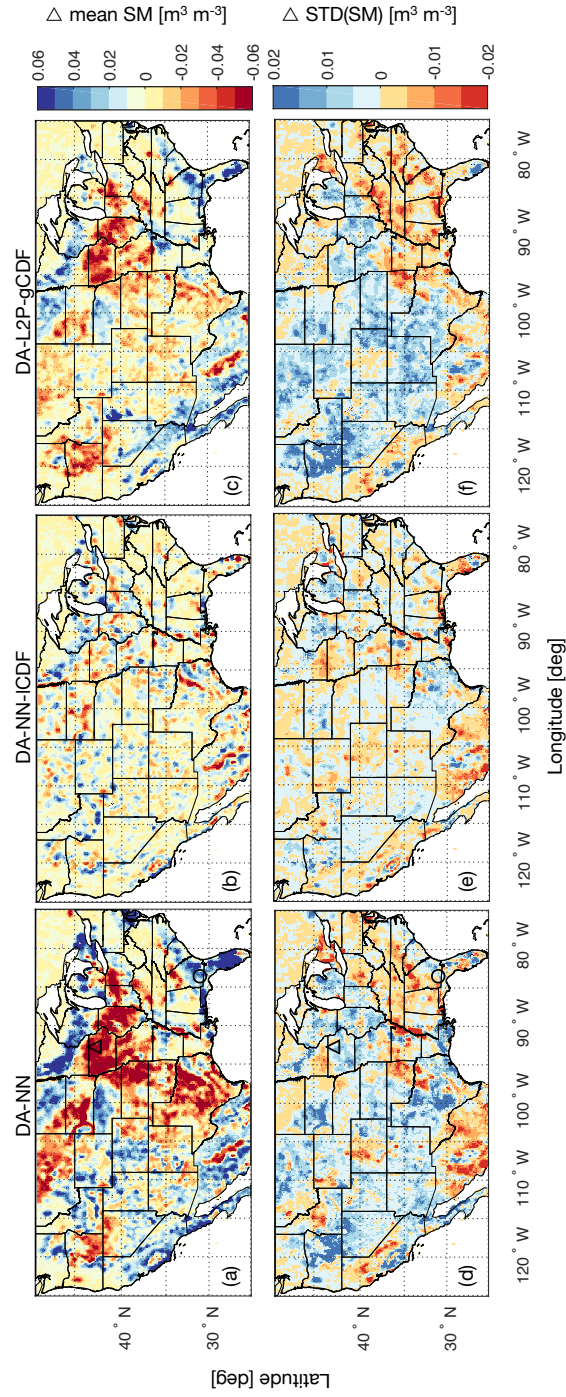 DA-NN
DA-NN-lCDF
DA-L2P-gCDF
△ mean SM [m³ m⁻³]
(a)
(b)
(c)
0.06
0.04
0.02
0
-0.02
-0.04
-0.06
40° N
30° N
△ STD(SM) [m³ m⁻³]
(d)
(e)
(f)
0.02
0.01
0
-0.01
-0.02
40° N
30° N
120° W
110° W
100° W
90° W
80° W
120° W
110° W
100° W
90° W
80° W
120° W
110° W
100° W
90° W
80° W
Latitude [deg]
Longitude [deg]